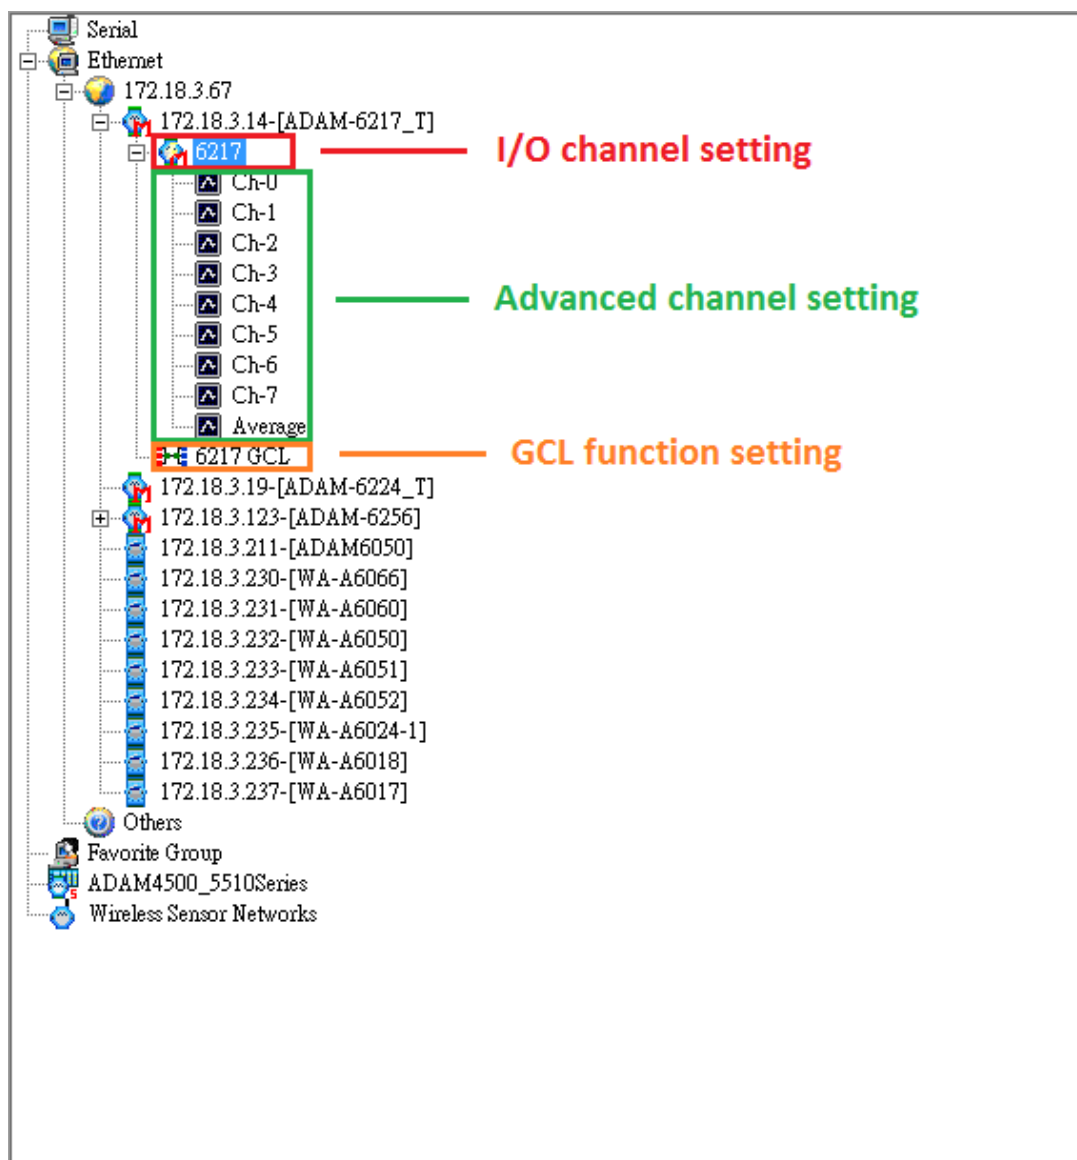 Serial
Ethernet
172.18.3.67
172.18.3.14-[ADAM-6217_T]
6217
I/O channel setting
Ch-0
Ch-1
Ch-2
Ch-3
Ch-4
Advanced channel setting
Ch-5
Ch-6
Ch-7
Average
6217 GCL
GCL function setting
172.18.3.19-[ADAM-6224_T]
172.18.3.123-[ADAM-6256]
172.18.3.211-[ADAM6050]
172.18.3.230-[WA-A6066]
172.18.3.231-[WA-A6060]
172.18.3.232-[WA-A6050]
172.18.3.233-[WA-A6051]
172.18.3.234-[WA-A6052]
172.18.3.235-[WA-A6024-1]
172.18.3.236-[WA-A6018]
172.18.3.237-[WA-A6017]
Others
Favorite Group
ADAM4500_5510Series
Wireless Sensor Networks